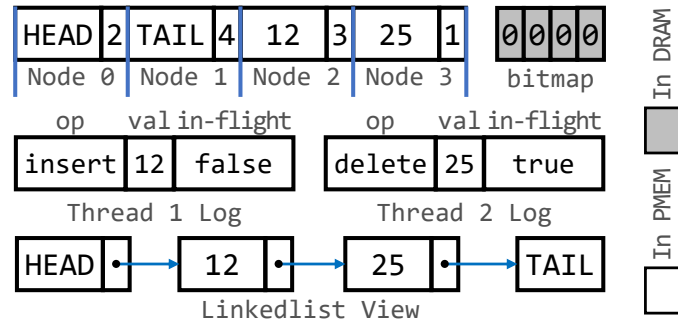 HEAD 2 TAIL 4 12 3 25 1 0 0 0 0
Node 0 Node 1 Node 2 Node 3 bitmap
op val in-flight op val in-flight
insert 12 false delete 25 true
Thread 1 Log Thread 2 Log
HEAD 12 25 TAIL
Linkedlist View
In DRAM
In PMEM